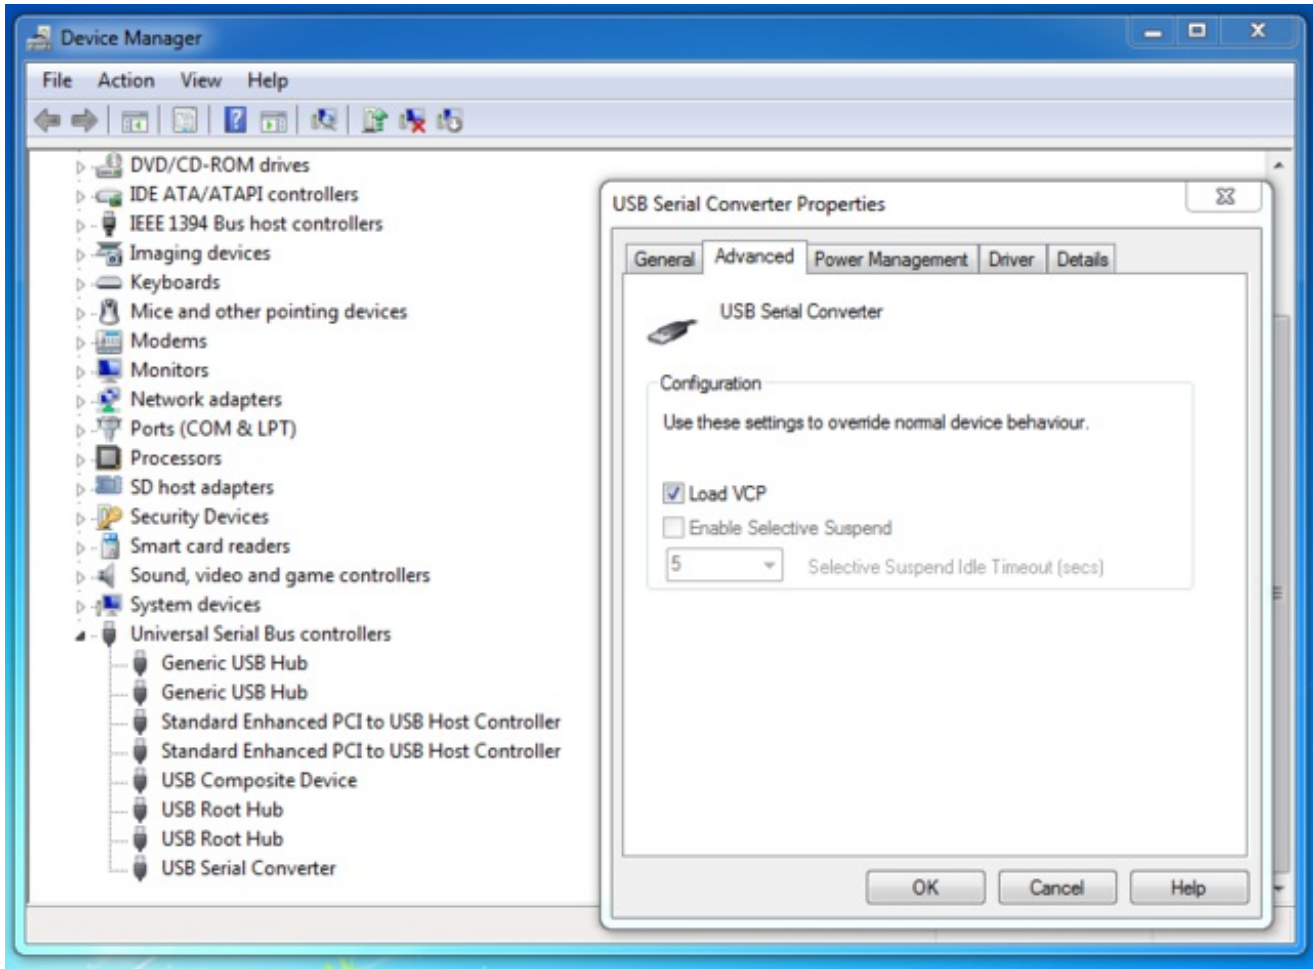 Device Manager
File Action View Help
DVD/CD-ROM drives
IDE ATA/ATAPI controllers
IEEE 1394 Bus host controllers
Imaging devices
Keyboards
Mice and other pointing devices
Modems
Monitors
Network adapters
Ports (COM & LPT)
Processors
SD host adapters
Security Devices
Smart card readers
Sound, video and game controllers
System devices
Universal Serial Bus controllers
Generic USB Hub
Generic USB Hub
Standard Enhanced PCI to USB Host Controller
Standard Enhanced PCI to USB Host Controller
USB Composite Device
USB Root Hub
USB Root Hub
USB Serial Converter
USB Serial Converter Properties
General Advanced Power Management Driver Details
USB Serial Converter
Configuration
Use these settings to override normal device behaviour.
Load VCP
Enable Selective Suspend
5 Selective Suspend Idle Timeout (secs)
OK Cancel Help